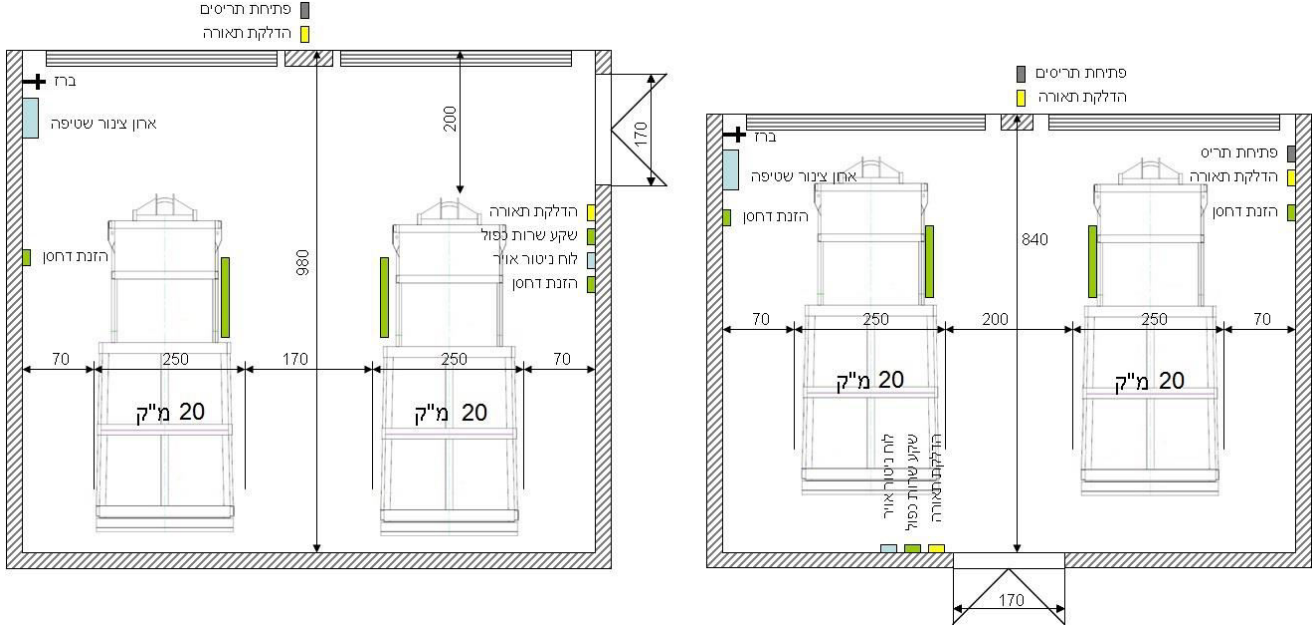 פתיחת תריסים
הדלקת תאורה
ברז
ארון צינור שטיפה
200
170
הדלקת תאורה
שקע שרות כפול
לוח ניטור אויר
הזנת דחסן
הזנת דחסן
980
70
250
170
250
70
20 מ"ק
20 מ"ק
פתיחת תריסים
הדלקת תאורה
ברז
ארון צינור שטיפה
הזנת דחסן
פתיחת תריס
הדלקת תאורה
הזנת דחסן
840
70
250
200
250
70
20 מ"ק
20 מ"ק
לוח ניטור אויר
שקע שרות כפול
הדלקת תאורה
170